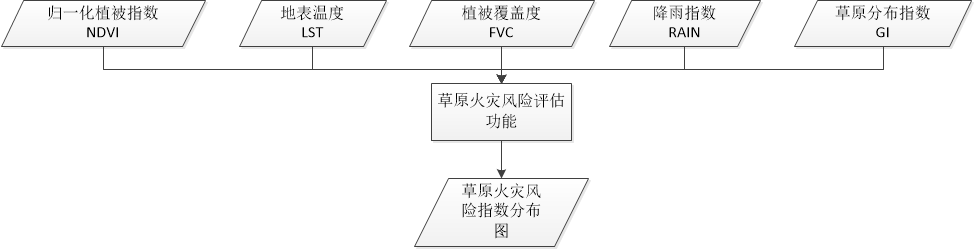 归一化植被指数
NDVI
地表温度
LST
植被覆盖度
FVC
降雨指数
RAIN
草原分布指数
GI
草原火灾风险评估
功能
草原火灾风
险指数分布
图